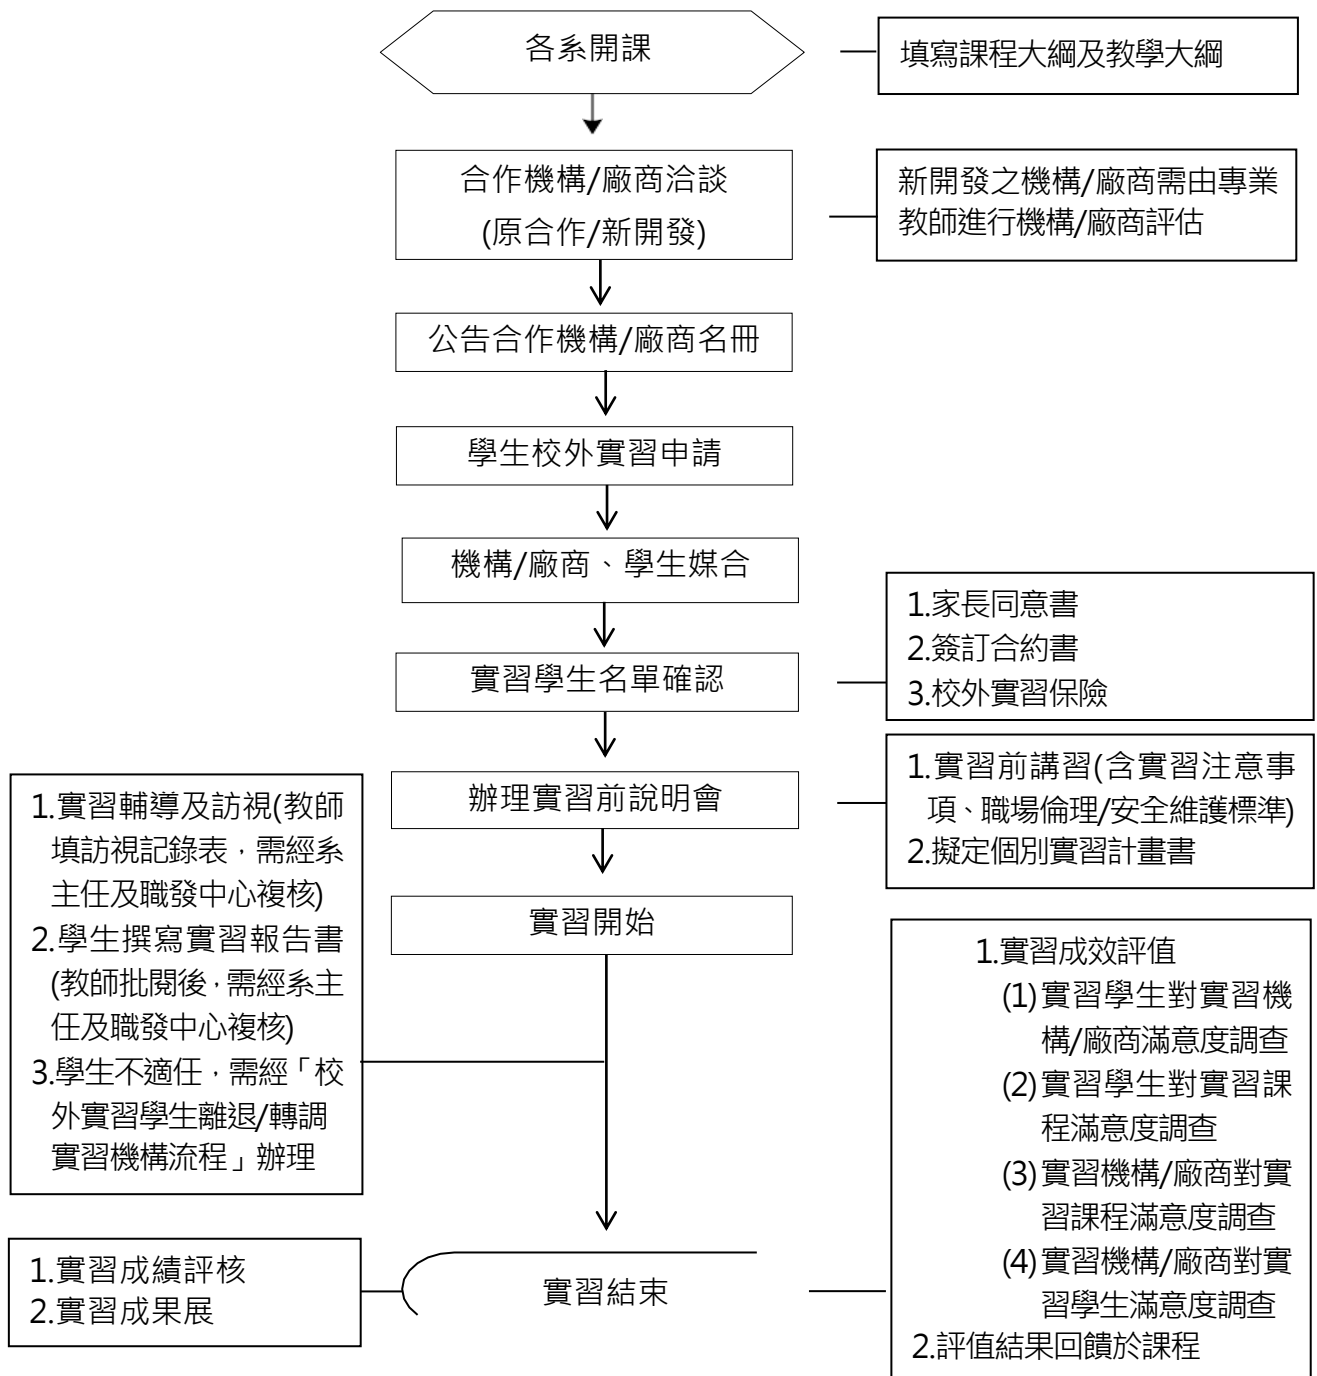 各系開課
填寫課程大綱及教學大綱
合作機構/廠商洽談
(原合作/新開發)
新開發之機構/廠商需由專業
教師進行機構/廠商評估
公告合作機構/廠商名冊
學生校外實習申請
機構/廠商、學生媒合
實習學生名單確認
1.家長同意書
2.簽訂合約書
3.校外實習保險
辦理實習前說明會
1.實習前講習(含實習注意事
項、職場倫理/安全維護標準)
2.擬定個別實習計畫書
實習開始
1.實習輔導及訪視(教師
填訪視記錄表，需經系
主任及職發中心複核)
2.學生撰寫實習報告書
(教師批閱後，需經系主
任及職發中心複核)
3.學生不適任，需經「校
外實習學生離退/轉調
實習機構流程」辦理
實習結束
1.實習成績評核
2.實習成果展
1.實習成效評值
(1)實習學生對實習機
構/廠商滿意度調查
(2)實習學生對實習課
程滿意度調查
(3)實習機構/廠商對實
習課程滿意度調查
(4)實習機構/廠商對實
習學生滿意度調查
2.評值結果回饋於課程